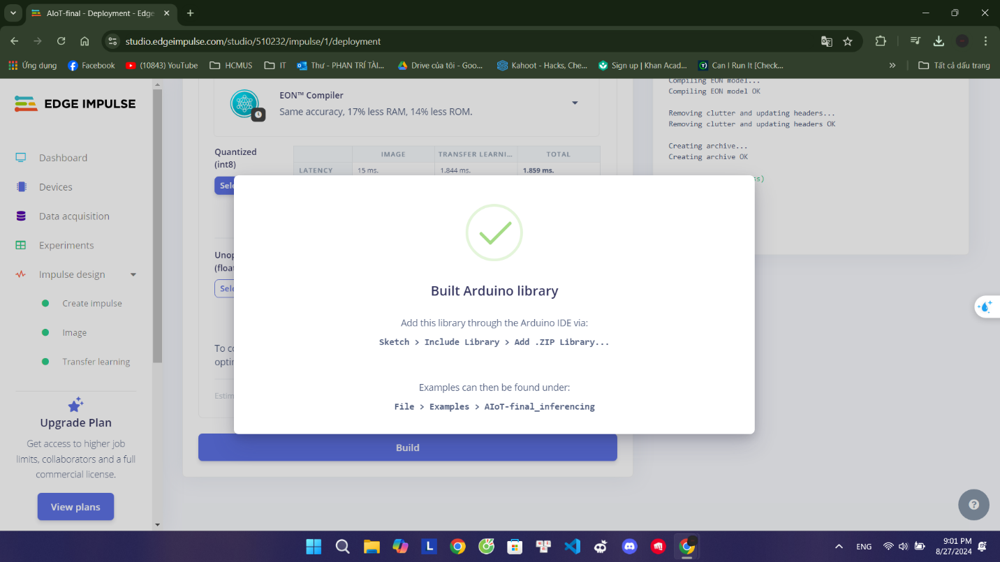 AIoT-final - Deployment - Edge
studio.edgeimpulse.com/studio/510232/impulse/1/deployment
Ứng dụng
Facebook
(10843) YouTube
HCMUS
IT
Thư - PHAN TRÍ TÀI...
Drive của tôi - Goo...
Kahoot - Hacks, Che...
Sign up | Khan Acad...
Can I Run It [Check...
Tất cả dấu trang
EDGE IMPULSE
Dashboard
Devices
Data acquisition
Experiments
Impulse design
Create impulse
Image
Transfer learning
Upgrade Plan
Get access to higher job
limits, collaborators and a full
commercial license.
View plans
EON™ Compiler
Same accuracy, 17% less RAM, 14% less ROM.
Quantized
(int8)
IMAGE
TRANSFER LEARNI...
TOTAL
LATENCY
15 ms.
1.844 ms.
1.859 ms.
Sele
Unop
(float
Sele
To co
optin
Estim
Built Arduino library
Add this library through the Arduino IDE via:
Sketch > Include Library > Add .ZIP Library...
Examples can then be found under:
File > Examples > AIoT-final_inferencing
Build
Compiling EON model...
Compiling EON model OK
Removing clutter and updating headers...
Removing clutter and updating headers OK
Creating archive...
Creating archive OK
ss)
?
L
ENG
9:01 PM
8/27/2024